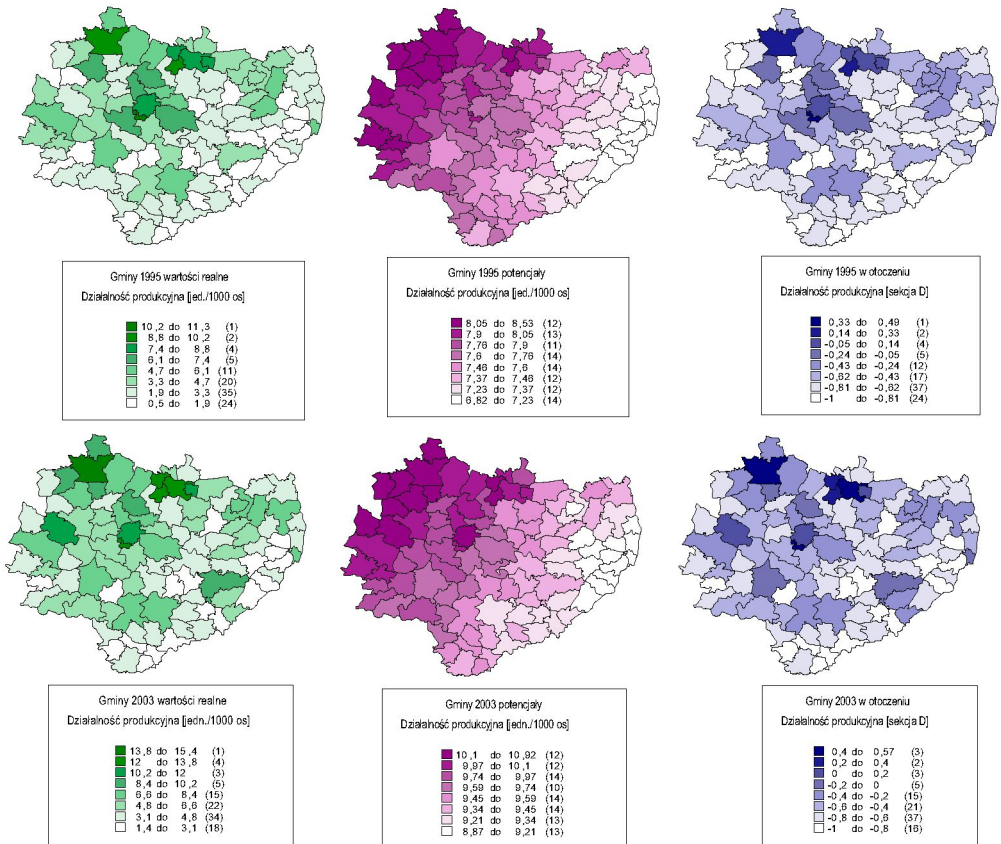 Gminy 1995 wartości realne
Działalność produkcyjna [jed./1000 os]
10,2 do 11,3 (1)
8,8 do 10,2 (2)
7,4 do 8,8 (4)
6,1 do 7,4 (5)
4,7 do 6,1 (11)
3,3 do 4,7 (20)
1,9 do 3,3 (35)
0,5 do 1,9 (24)
Gminy 1995 potencjały
Działalność produkcyjna [jed./1000 os]
8,05 do 8,53 (12)
7,9 do 8,05 (13)
7,76 do 7,9 (11)
7,6 do 7,76 (14)
7,46 do 7,6 (14)
7,37 do 7,46 (12)
7,23 do 7,37 (12)
6,82 do 7,23 (14)
Gminy 1995 w otoczeniu
Działalność produkcyjna [sekcja D]
0,33 do 0,49 (1)
0,14 do 0,33 (2)
-0,05 do 0,14 (4)
-0,24 do -0,05 (5)
-0,43 do -0,24 (12)
-0,62 do -0,43 (17)
-0,81 do -0,62 (37)
-1 do -0,81 (24)
Gminy 2003 wartości realne
Działalność produkcyjna [jedn./1000 os]
13,8 do 15,4 (1)
12 do 13,8 (4)
10,2 do 12 (3)
8,4 do 10,2 (5)
6,6 do 8,4 (15)
4,8 do 6,6 (22)
3,1 do 4,8 (34)
1,4 do 3,1 (18)
Gminy 2003 potencjały
Działalność produkcyjna [jedn./1000 os]
10,1 do 10,92 (12)
9,97 do 10,1 (12)
9,74 do 9,97 (14)
9,59 do 9,74 (10)
9,45 do 9,59 (14)
9,34 do 9,45 (14)
9,21 do 9,34 (13)
8,87 do 9,21 (13)
Gminy 2003 w otoczeniu
Działalność produkcyjna [sekcja D]
0,4 do 0,57 (3)
0,2 do 0,4 (2)
0 do 0,2 (3)
-0,2 do 0 (5)
-0,4 do -0,2 (15)
-0,6 do -0,4 (21)
-0,8 do -0,6 (37)
-1 do -0,8 (16)